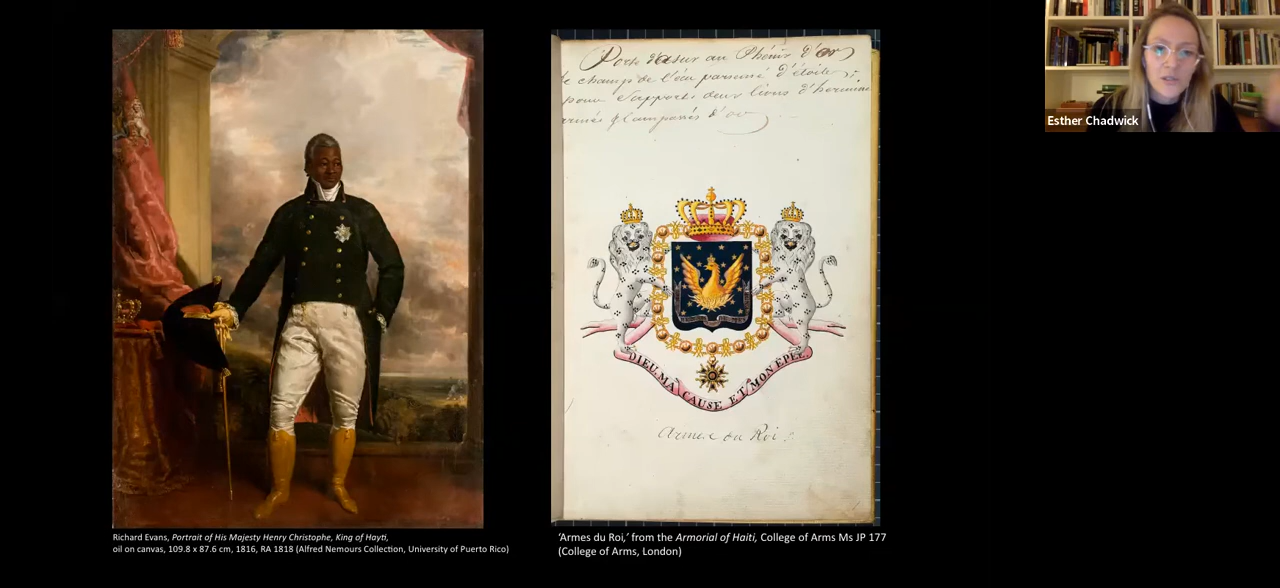 Esther Chadwick
Porte d'asur au Phénix d'or
le champs de l'écu parsemé d'étoiles;
pour supports deux lions d'hermine
armés & lampassés d'or
DIEU, MA CAUSE ET MON ÉPÉE
Armes du Roi.
Richard Evans, Portrait of His Majesty Henry Christophe, King of Hayti,
oil on canvas, 109.8 x 87.6 cm, 1816, RA 1818 (Alfred Nemours Collection, University of Puerto Rico)
'Armes du Roi,' from the Armorial of Haiti, College of Arms Ms JP 177
(College of Arms, London)